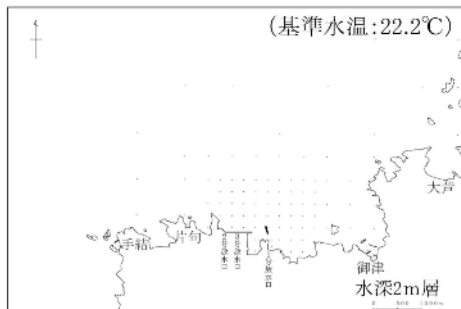 (基準水温:22.2℃)
大芦
手結
片句
御津
水深2m層